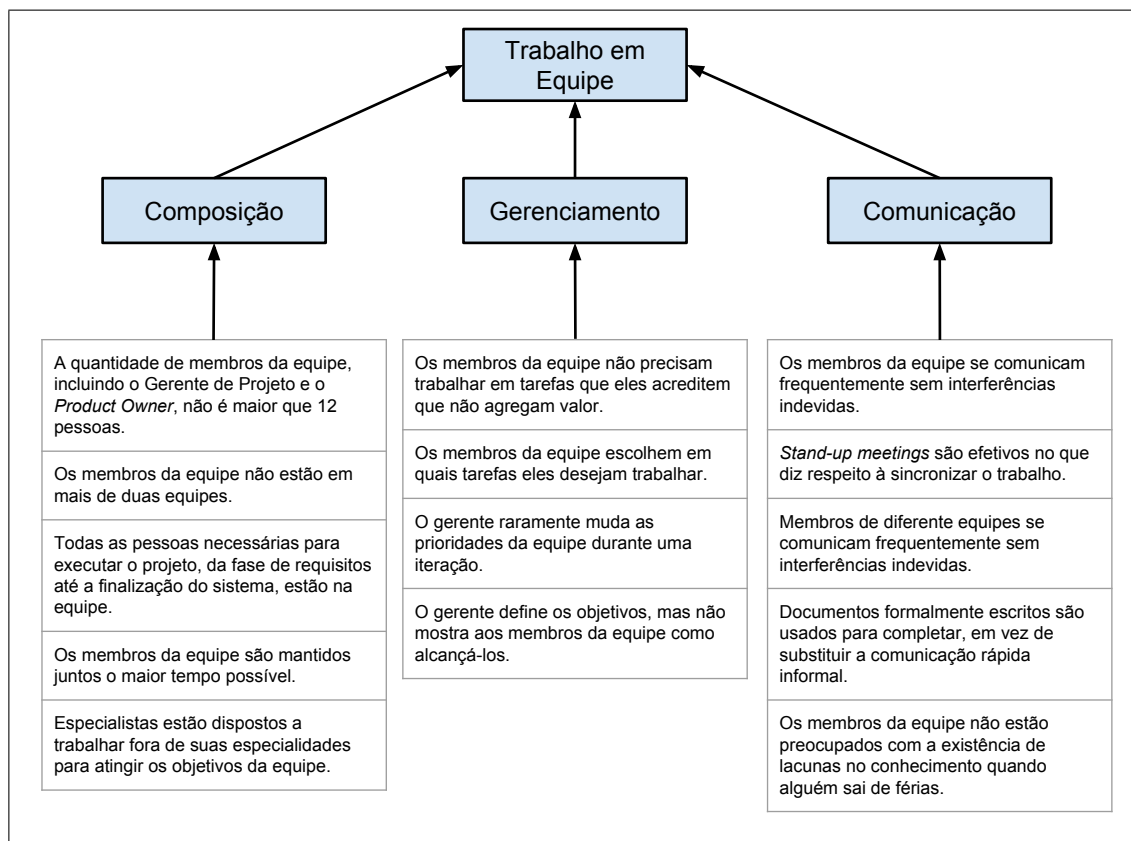 Trabalho em
Equipe
Composição
Gerenciamento
Comunicação
A quantidade de membros da equipe,
incluindo o Gerente de Projeto e o
Product Owner, não é maior que 12
pessoas.
Os membros da equipe não estão em
mais de duas equipes.
Todas as pessoas necessárias para
executar o projeto, da fase de requisitos
até a finalização do sistema, estão na
equipe.
Os membros da equipe são mantidos
juntos o maior tempo possível.
Especialistas estão dispostos a
trabalhar fora de suas especialidades
para atingir os objetivos da equipe.
Os membros da equipe não precisam
trabalhar em tarefas que eles acreditem
que não agregam valor.
Os membros da equipe escolhem em
quais tarefas eles desejam trabalhar.
O gerente raramente muda as
prioridades da equipe durante uma
iteração.
O gerente define os objetivos, mas não
mostra aos membros da equipe como
alcançá-los.
Os membros da equipe se comunicam
frequentemente sem interferências
indevidas.
Stand-up meetings são efetivos no que
diz respeito à sincronizar o trabalho.
Membros de diferente equipes se
comunicam frequentemente sem
interferências indevidas.
Documentos formalmente escritos são
usados para completar, em vez de
substituir a comunicação rápida
informal.
Os membros da equipe não estão
preocupados com a existência de
lacunas no conhecimento quando
alguém sai de férias.